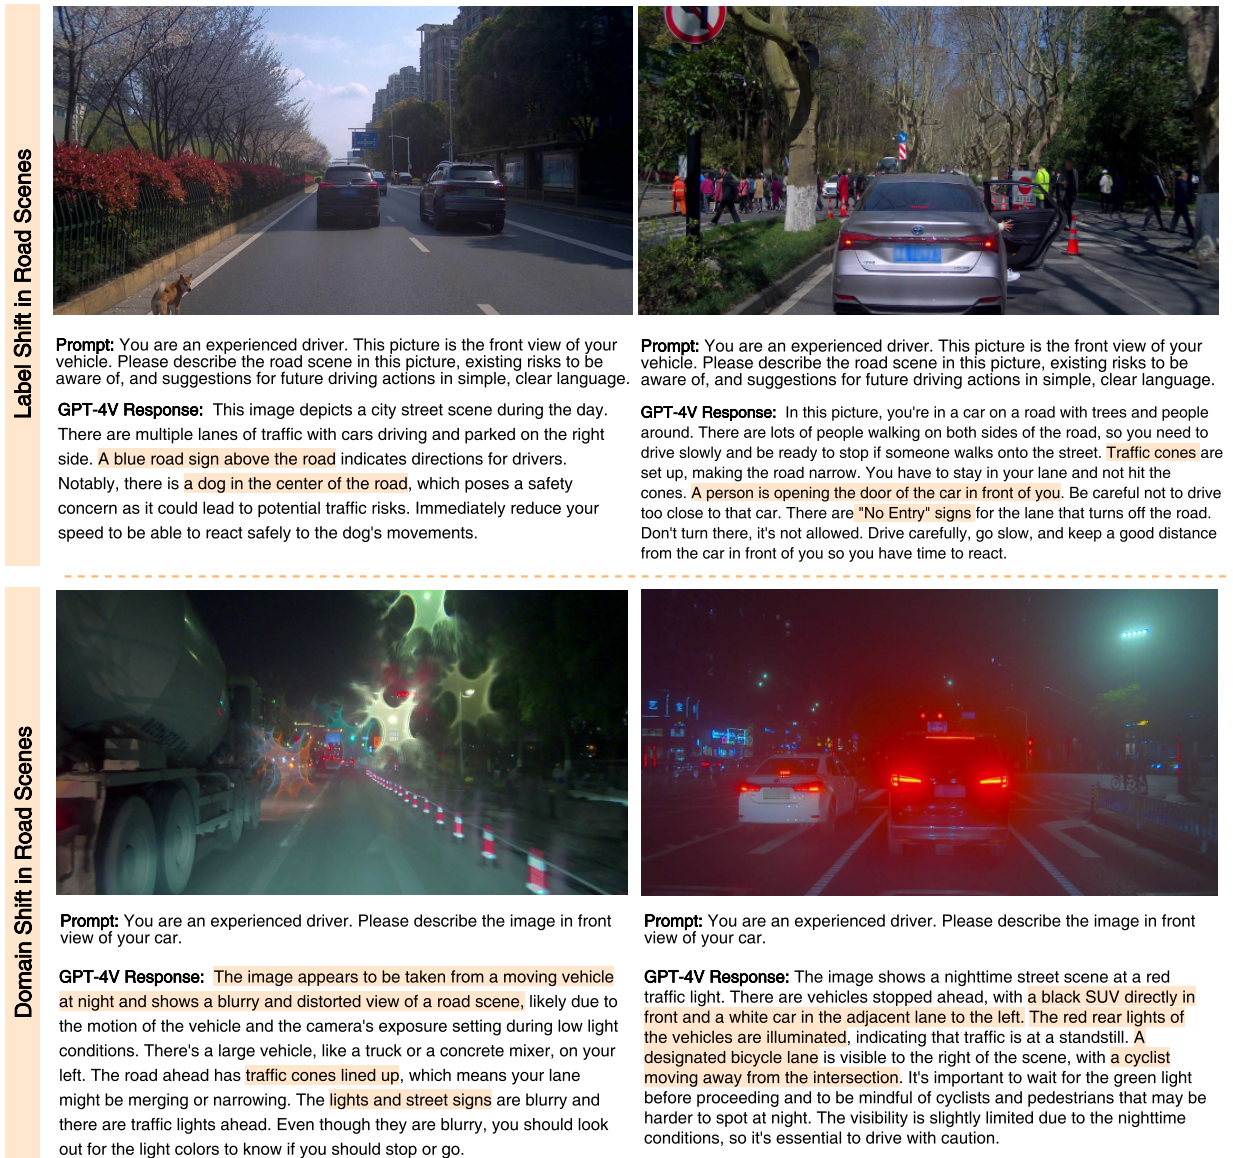 Label Shift in Road Scenes
Prompt: You are an experienced driver. This picture is the front view of your
vehicle. Please describe the road scene in this picture, existing risks to be
aware of, and suggestions for future driving actions in simple, clear language.
GPT-4V Response: This image depicts a city street scene during the day.
There are multiple lanes of traffic with cars driving and parked on the right
side. A blue road sign above the road indicates directions for drivers.
Notably, there is a dog in the center of the road, which poses a safety
concern as it could lead to potential traffic risks. Immediately reduce your
speed to be able to react safely to the dog's movements.
Prompt: You are an experienced driver. This picture is the front view of your
vehicle. Please describe the road scene in this picture, existing risks to be
aware of, and suggestions for future driving actions in simple, clear language.
GPT-4V Response: In this picture, you're in a car on a road with trees and people
around. There are lots of people walking on both sides of the road, so you need to
drive slowly and be ready to stop if someone walks onto the street. Traffic cones are
set up, making the road narrow. You have to stay in your lane and not hit the
cones. A person is opening the door of the car in front of you. Be careful not to drive
too close to that car. There are "No Entry" signs for the lane that turns off the road.
Don't turn there, it's not allowed. Drive carefully, go slow, and keep a good distance
from the car in front of you so you have time to react.
Domain Shift in Road Scenes
Prompt: You are an experienced driver. Please describe the image in front
view of your car.
GPT-4V Response: The image appears to be taken from a moving vehicle
at night and shows a blurry and distorted view of a road scene, likely due to
the motion of the vehicle and the camera's exposure setting during low light
conditions. There's a large vehicle, like a truck or a concrete mixer, on your
left. The road ahead has traffic cones lined up, which means your lane
might be merging or narrowing. The lights and street signs are blurry and
there are traffic lights ahead. Even though they are blurry, you should look
out for the light colors to know if you should stop or go.
Prompt: You are an experienced driver. Please describe the image in front
view of your car.
GPT-4V Response: The image shows a nighttime street scene at a red
traffic light. There are vehicles stopped ahead, with a black SUV directly in
front and a white car in the adjacent lane to the left. The red rear lights of
the vehicles are illuminated, indicating that traffic is at a standstill. A
designated bicycle lane is visible to the right of the scene, with a cyclist
moving away from the intersection. It's important to wait for the green light
before proceeding and to be mindful of cyclists and pedestrians that may be
harder to spot at night. The visibility is slightly limited due to the nighttime
conditions, so it's essential to drive with caution.